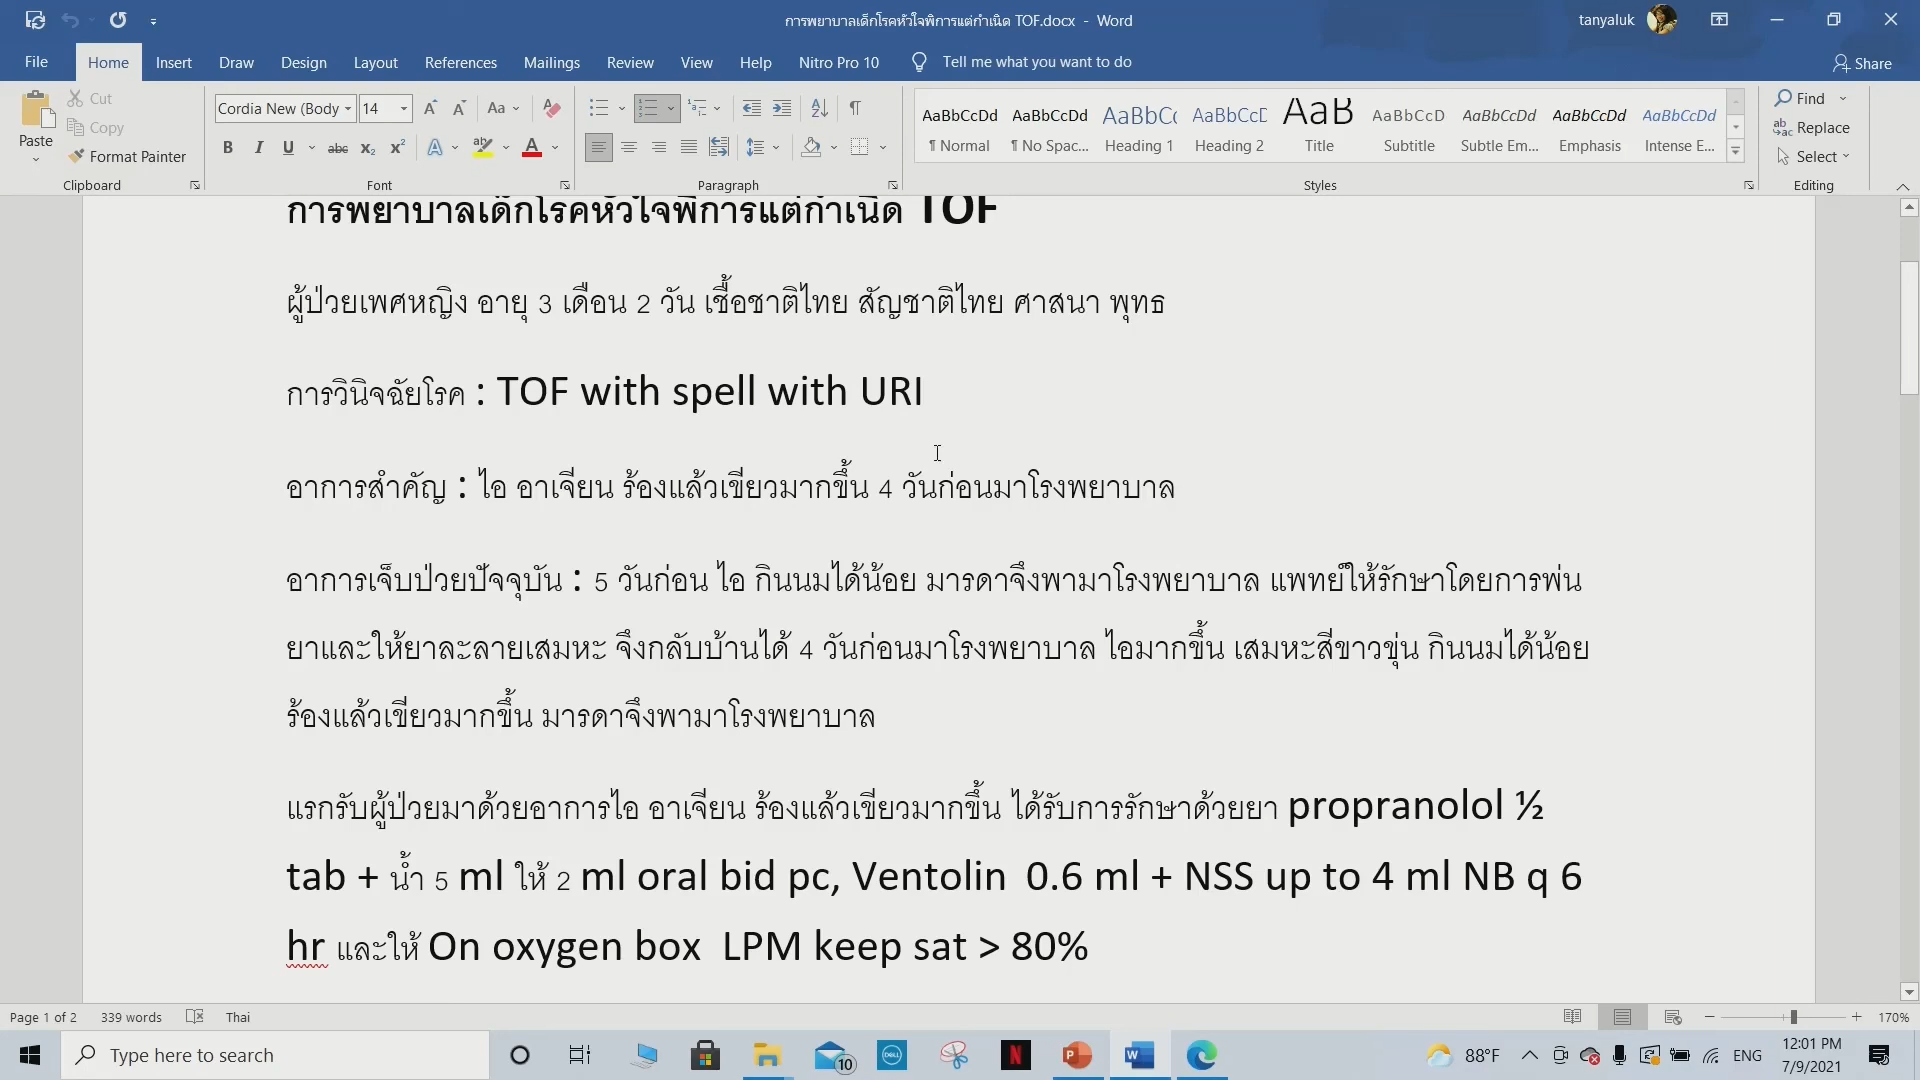 การพยาบาลเด็กโรคหัวใจพิการแต่กำเนิด TOF.docx - Word
tanyaluk
File Home Insert Draw Design Layout References Mailings Review View Help Nitro Pro 10 Tell me what you want to do Share
Paste
Cut
Copy
Format Painter
Clipboard
Cordia New (Body 14
Font
Paragraph
AaBbCcDd AaBbCcDd AaBbC AaBbCcC AaB AaBbCcD AaBbCcDd AaBbCcDd AaBbCcDd
¶ Normal ¶ No Spac... Heading 1 Heading 2 Title Subtitle Subtle Em... Emphasis Intense E...
Styles
Find
Replace
Select
Editing
การพยาบาลเด็กโรคหัวใจพิการแต่กำเนิด TOF
ผู้ป่วยเพศหญิง อายุ 3 เดือน 2 วัน เชื้อชาติไทย สัญชาติไทย ศาสนา พุทธ
การวินิจฉัยโรค : TOF with spell with URI
อาการสำคัญ : ไอ อาเจียน ร้องแล้วเขียวมากขึ้น 4 วันก่อนมาโรงพยาบาล
อาการเจ็บป่วยปัจจุบัน : 5 วันก่อน ไอ กินนมได้น้อย มารดาจึงพามาโรงพยาบาล แพทย์ให้รักษาโดยการพ่น
ยาและให้ยาละลายเสมหะ จึงกลับบ้านได้ 4 วันก่อนมาโรงพยาบาล ไอมากขึ้น เสมหะสีขาวขุ่น กินนมได้น้อย
ร้องแล้วเขียวมากขึ้น มารดาจึงพามาโรงพยาบาล
แรกรับผู้ป่วยมาด้วยอาการไอ อาเจียน ร้องแล้วเขียวมากขึ้น ได้รับการรักษาด้วยยา propranolol ½
tab + น้ำ 5 ml ให้ 2 ml oral bid pc, Ventolin 0.6 ml + NSS up to 4 ml NB q 6
hr และให้ On oxygen box LPM keep sat > 80%
Page 1 of 2 339 words Thai 170%
Type here to search
10
88°F ENG
12:01 PM
7/9/2021